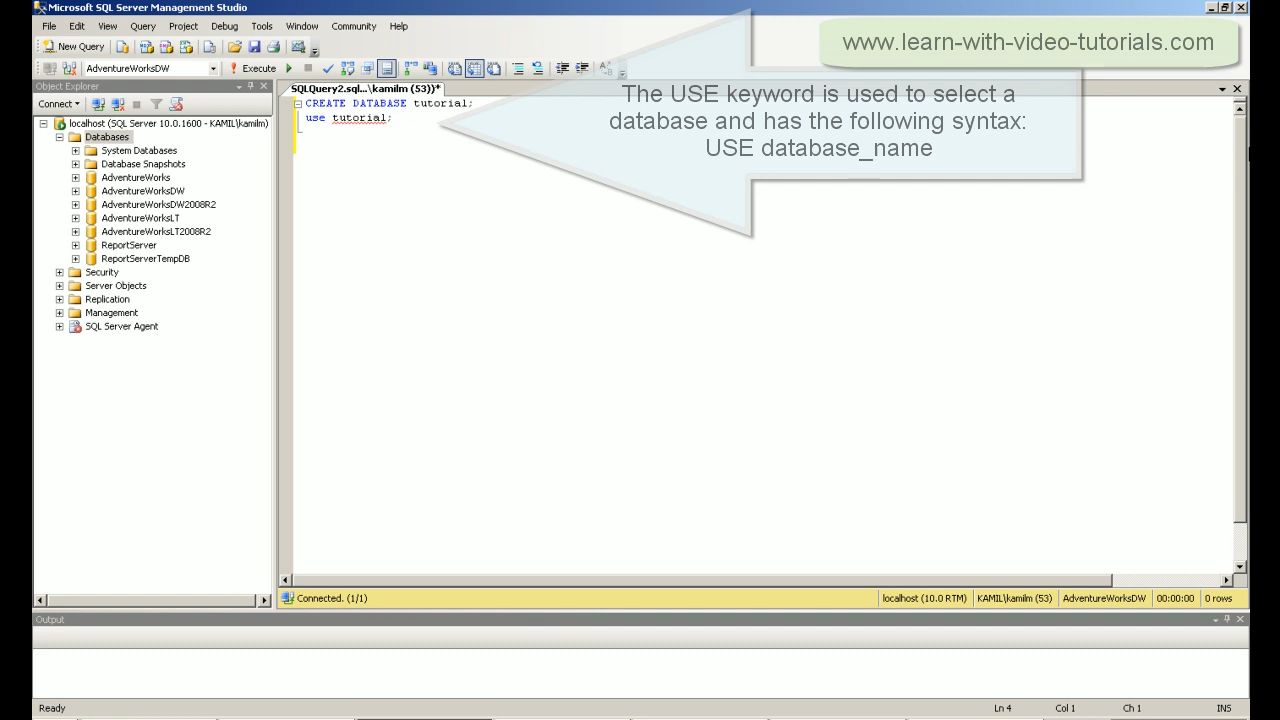 Microsoft SQL Server Management Studio
File Edit View Query Project Debug Tools Window Community Help
www.learn-with-video-tutorials.com
New Query
AdventureWorksDW Execute
Object Explorer
SQLQuery2.sql...\kamilm (53))*
The USE keyword is used to select a
database and has the following syntax:
USE database_name
Connect
CREATE DATABASE tutorial;
use tutorial;
localhost (SQL Server 10.0.1600 - KAMIL\kamilm)
Databases
System Databases
Database Snapshots
AdventureWorks
AdventureWorksDW
AdventureWorksDW2008R2
AdventureWorksLT
AdventureWorksLT2008R2
ReportServer
ReportServerTempDB
Security
Server Objects
Replication
Management
SQL Server Agent
Connected. (1/1) localhost (10.0 RTM) KAMIL\kamilm (53) AdventureWorksDW 00:00:00 0 rows
Output
Ready Ln 4 Col 1 Ch 1 INS